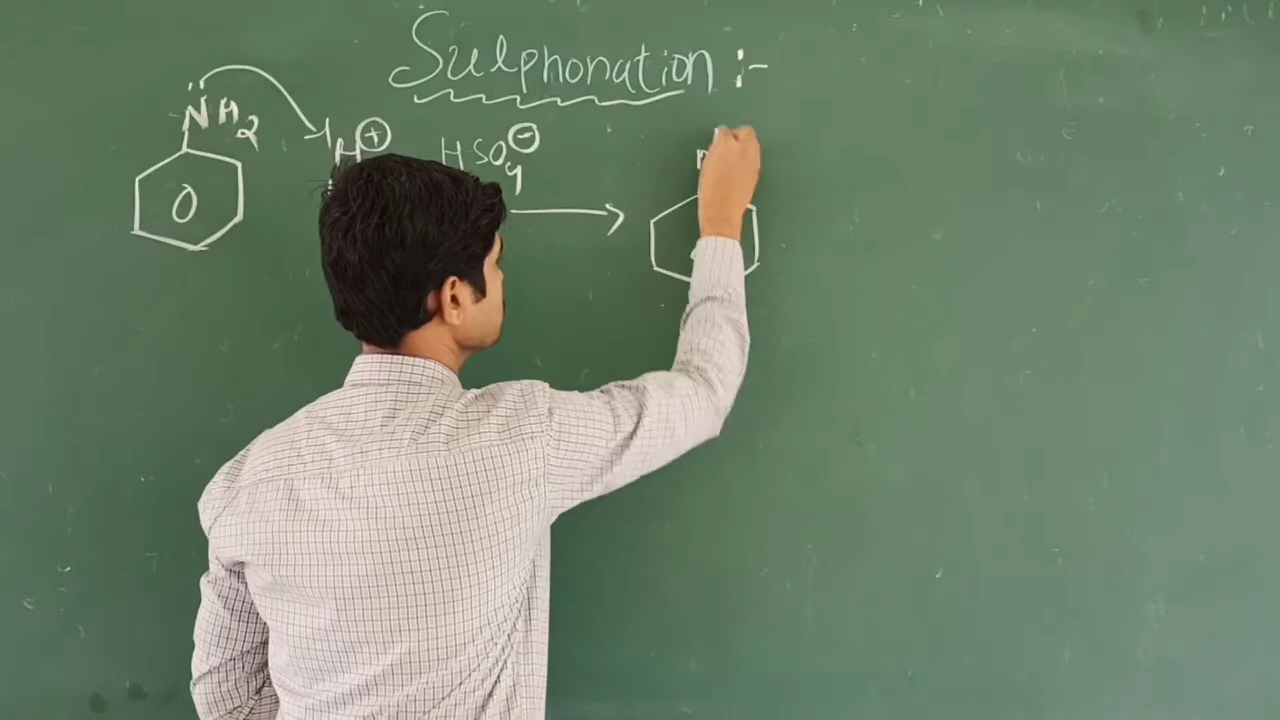 Sulphonation :-
NH2
H⊕ HSO4⊖